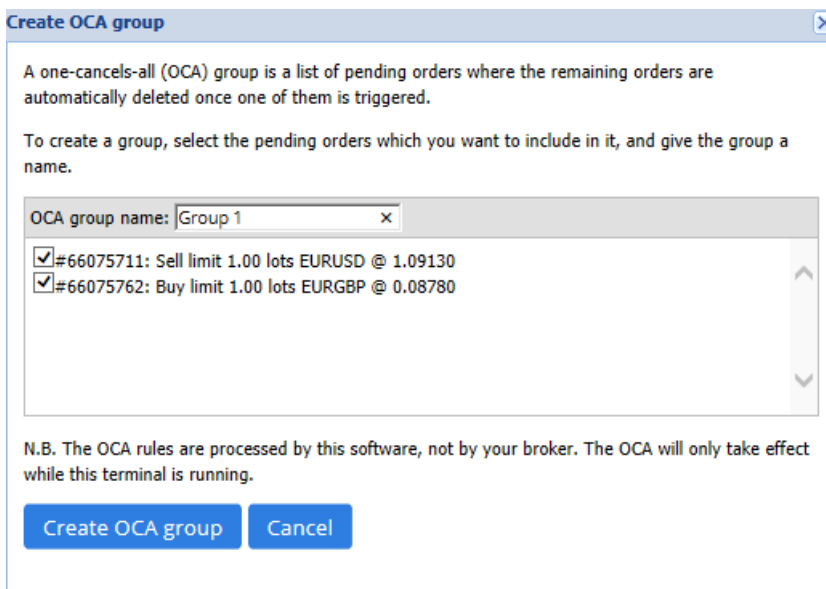 Create OCA group
A one-cancels-all (OCA) group is a list of pending orders where the remaining orders are
automatically deleted once one of them is triggered.
To create a group, select the pending orders which you want to include in it, and give the group a
name.
OCA group name: Group 1
#66075711: Sell limit 1.00 lots EURUSD @ 1.09130
#66075762: Buy limit 1.00 lots EURGBP @ 0.08780
N.B. The OCA rules are processed by this software, not by your broker. The OCA will only take effect
while this terminal is running.
Create OCA group Cancel